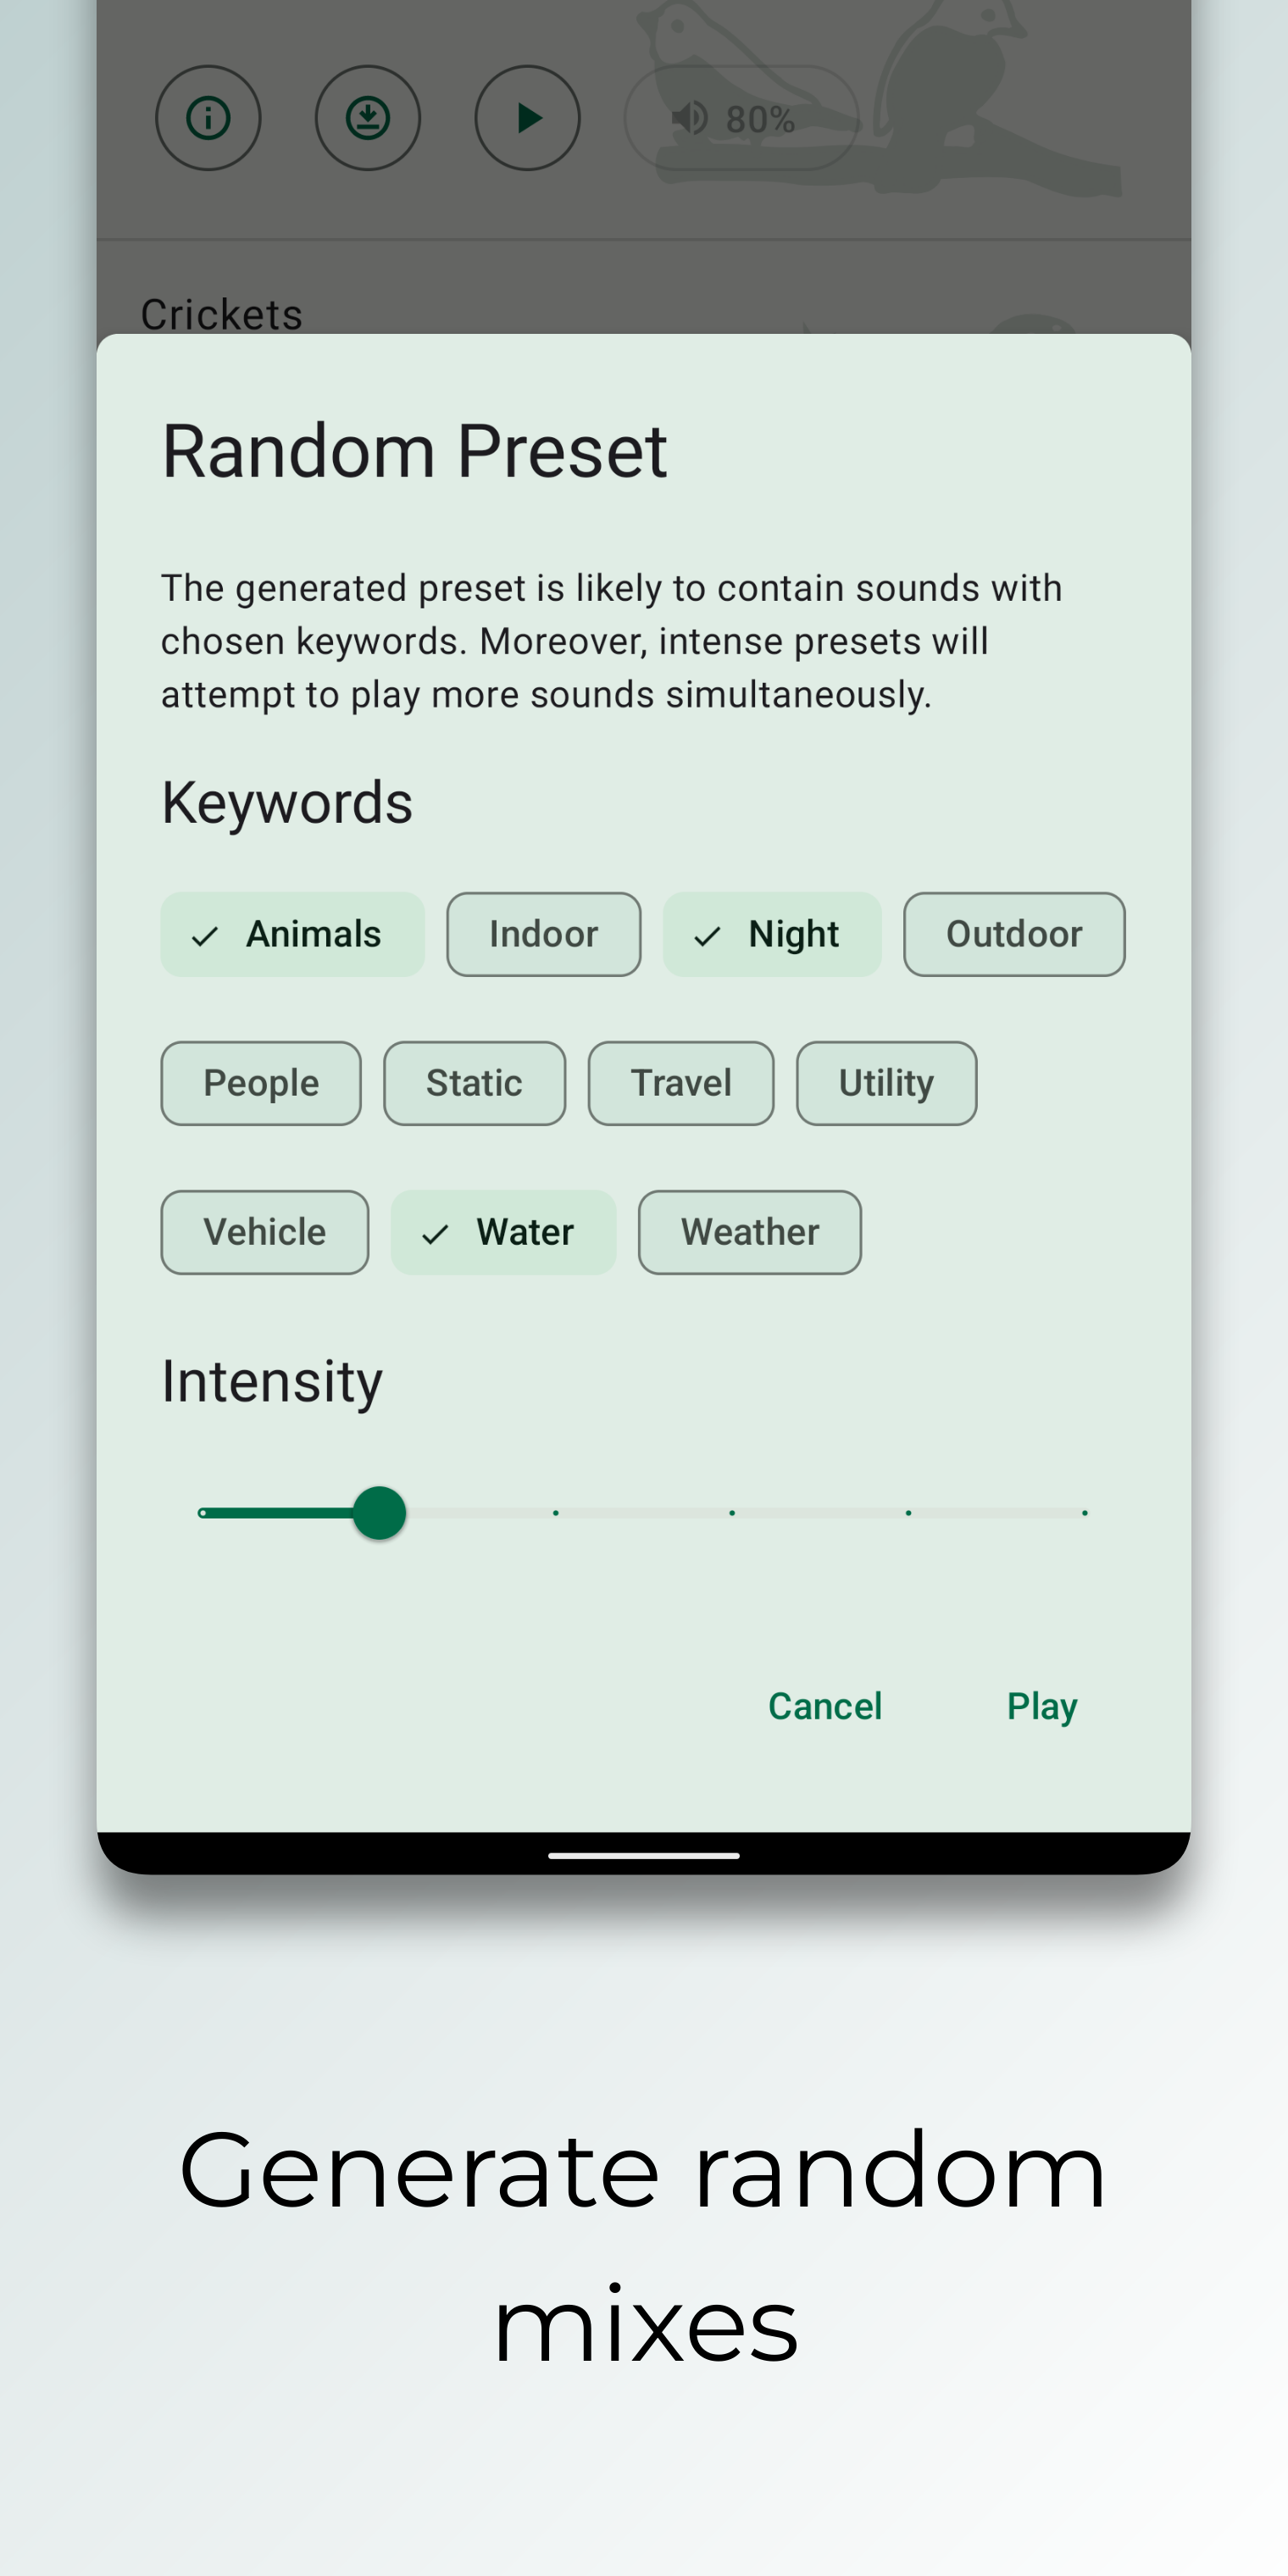 80%
Crickets
Random Preset
The generated preset is likely to contain sounds with
chosen keywords. Moreover, intense presets will
attempt to play more sounds simultaneously.
Keywords
Animals Indoor Night Outdoor
People Static Travel Utility
Vehicle Water Weather
Intensity
Cancel Play
Generate random
mixes